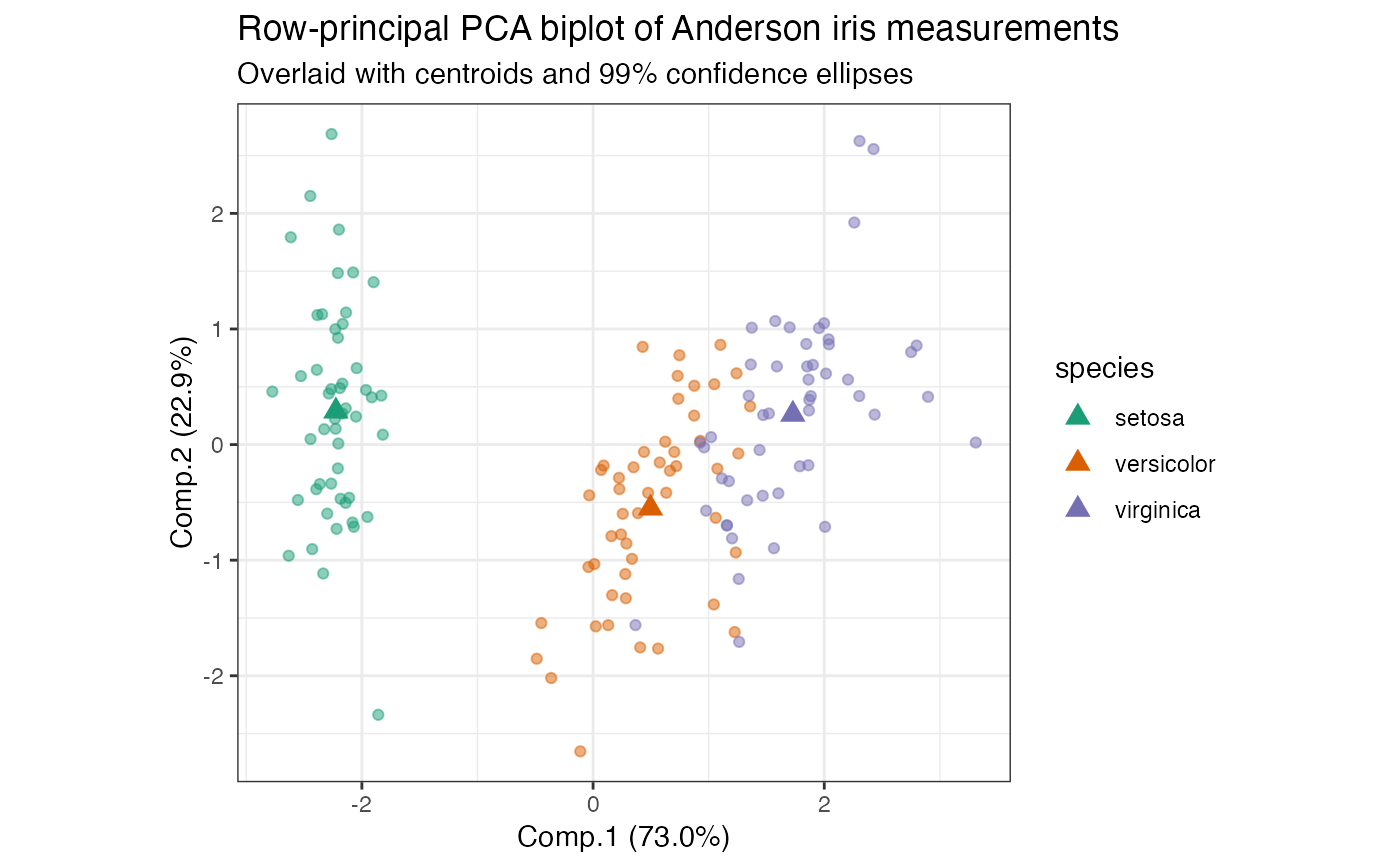 Row-principal PCA biplot of Anderson iris measurements
Overlaid with centroids and 99% confidence ellipses
Comp.2 (22.9%)
2
1
0
-1
-2
-2
0
2
Comp.1 (73.0%)
species
setosa
versicolor
virginica